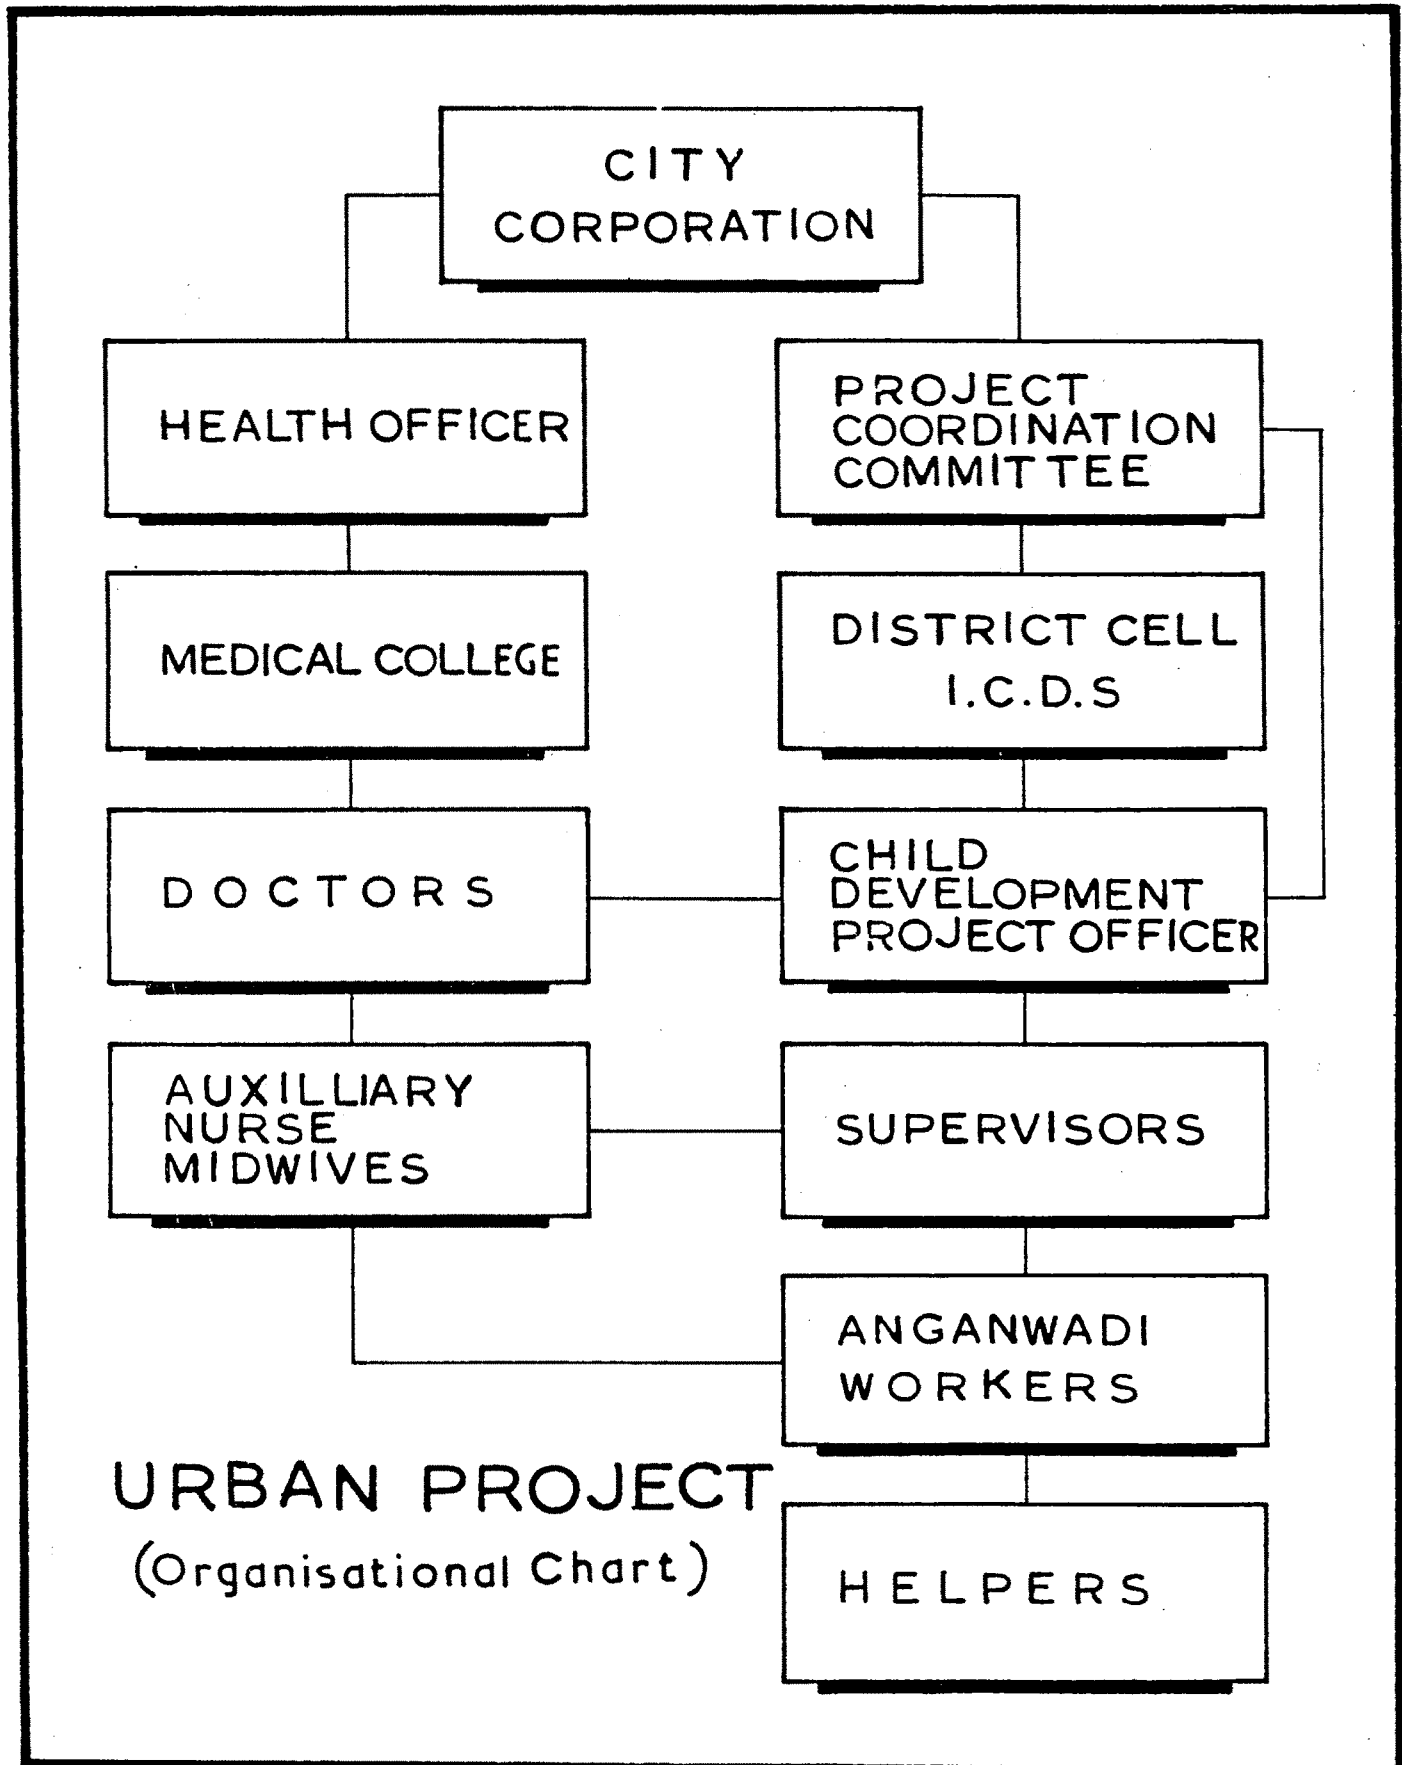 CITY
CORPORATION
HEALTH OFFICER
PROJECT
COORDINATION
COMMITTEE
MEDICAL COLLEGE
DISTRICT CELL
I.C.D.S
DOCTORS
CHILD
DEVELOPMENT
PROJECT OFFICER
AUXILLIARY
NURSE
MIDWIVES
SUPERVISORS
ANGANWADI
WORKERS
URBAN PROJECT
(Organisational Chart)
HELPERS